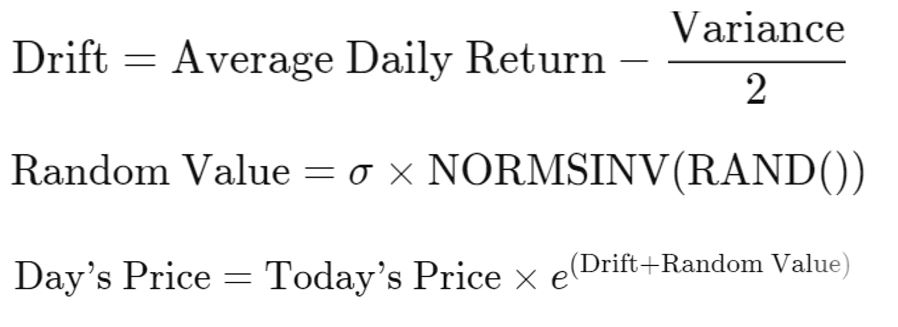 Drift = Average Daily Return − Variance / 2
Random Value = σ × NORMSINV(RAND())
Day’s Price = Today’s Price × e^(Drift+Random Value)